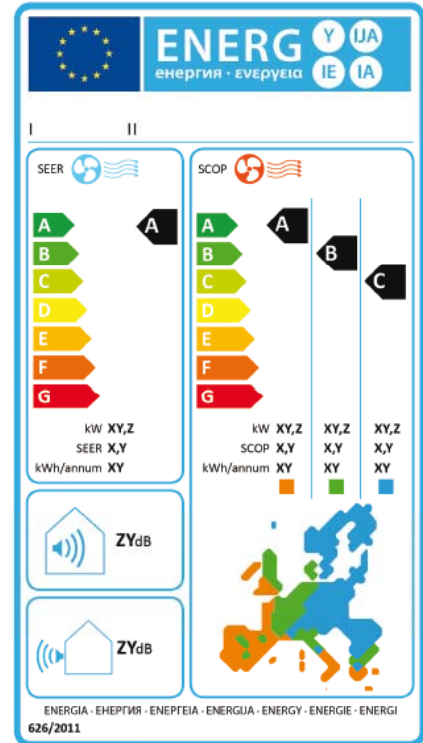 ENERG Y IJA
енергия · ενεργεια IE IA
I II
SEER
A A
B
C
D
E
F
G
kW XY,Z
SEER X,Y
kWh/annum XY
SCOP
A A
B B
C C
D
E
F
G
kW XY,Z XY,Z XY,Z
SCOP X,Y X,Y X,Y
kWh/annum XY XY XY
ZYdB
ZYdB
ENERGIA - ЕНЕРГИЯ - ΕΝΕΡΓΕΙΑ - ENERGIJA - ENERGY - ENERGIE - ENERGI
626/2011